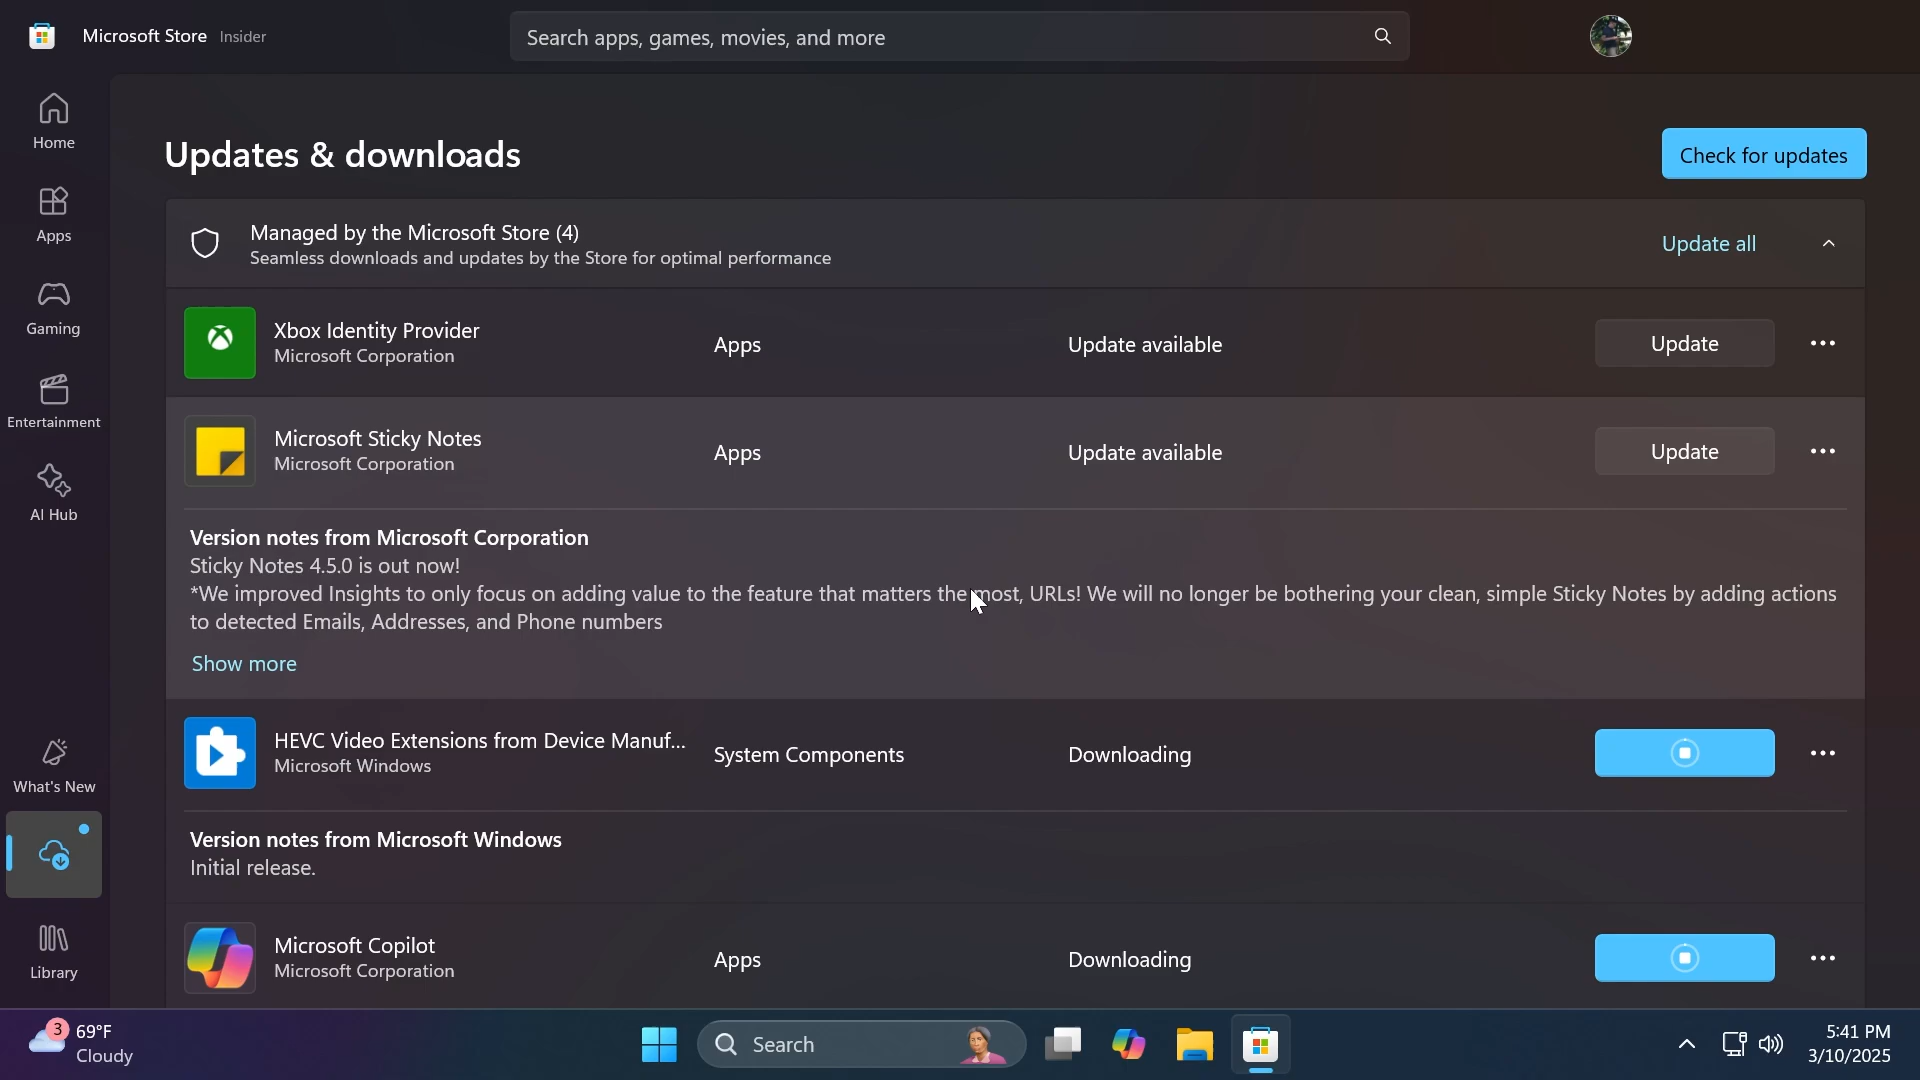 Microsoft Store Insider
Search apps, games, movies, and more
Home
Apps
Gaming
Entertainment
AI Hub
What's New
Library
Updates & downloads
Check for updates
Managed by the Microsoft Store (4)
Seamless downloads and updates by the Store for optimal performance
Update all
Xbox Identity Provider
Microsoft Corporation
Apps
Update available
Update
Microsoft Sticky Notes
Microsoft Corporation
Apps
Update available
Update
Version notes from Microsoft Corporation
Sticky Notes 4.5.0 is out now!
*We improved Insights to only focus on adding value to the feature that matters the most, URLs! We will no longer be bothering your clean, simple Sticky Notes by adding actions
to detected Emails, Addresses, and Phone numbers
Show more
HEVC Video Extensions from Device Manuf...
Microsoft Windows
System Components
Downloading
Version notes from Microsoft Windows
Initial release.
Microsoft Copilot
Microsoft Corporation
Apps
Downloading
3
69°F
Cloudy
Search
5:41 PM
3/10/2025